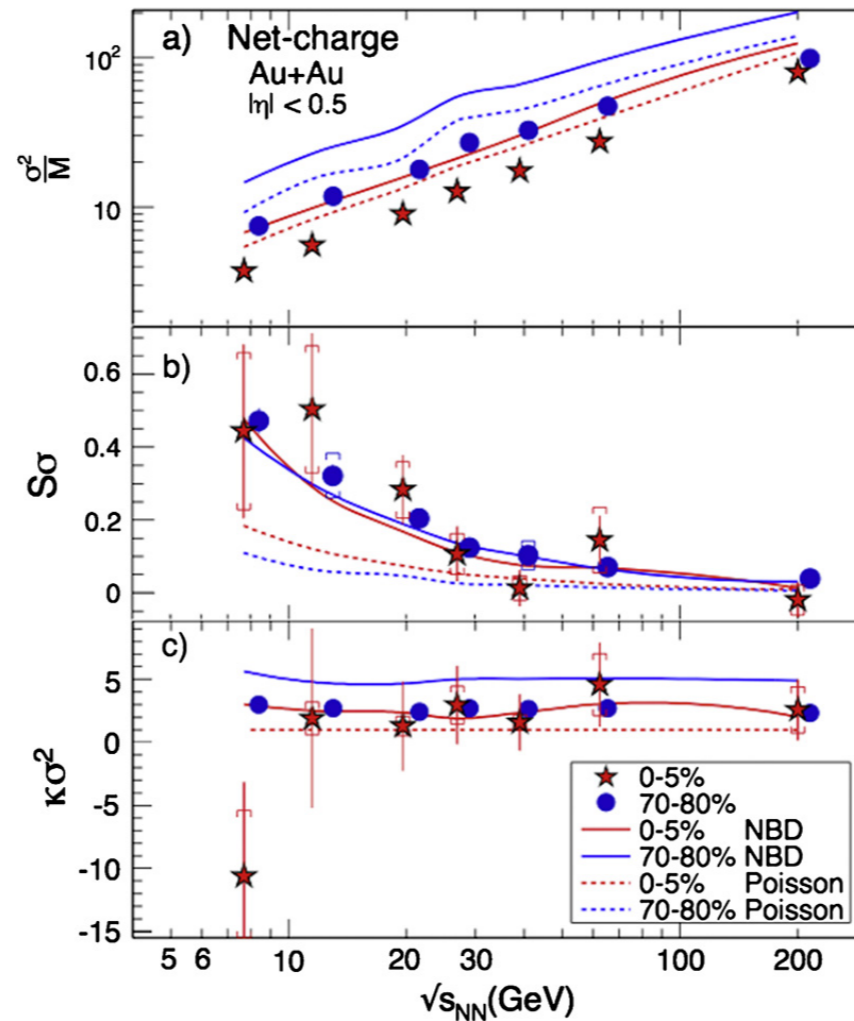 a) Net-charge
Au+Au
|η| < 0.5
10²
10
σ²/M
b)
0.6
0.4
0.2
0
Sσ
c)
5
0
-5
-10
-15
κσ²
0-5%
70-80%
0-5% NBD
70-80% NBD
0-5% Poisson
70-80% Poisson
5 6 10 20 30 100 200
√sNN(GeV)